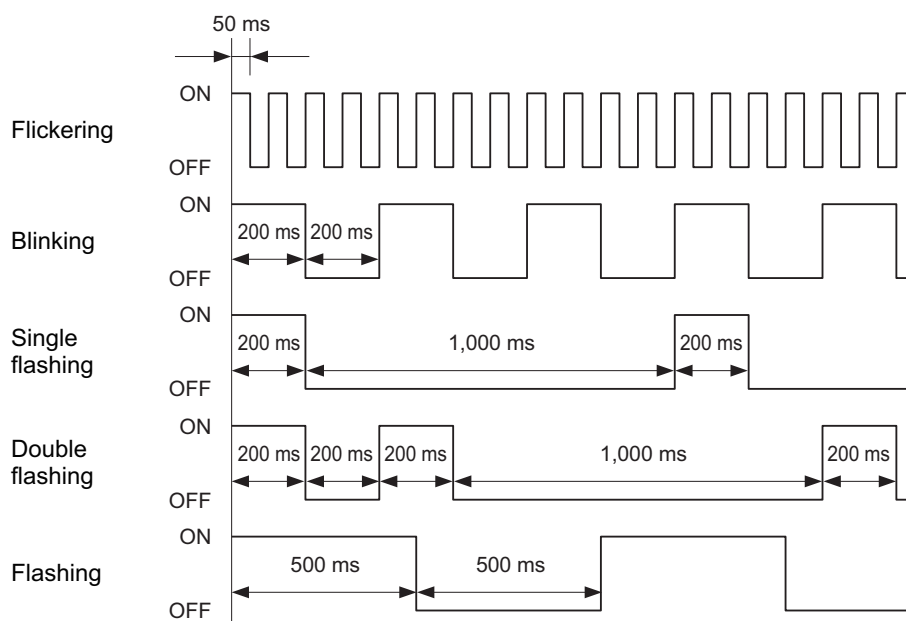 50 ms
ON
Flickering
OFF
ON
Blinking
200 ms 200 ms
OFF
ON
Single
flashing
200 ms 1,000 ms 200 ms
OFF
ON
Double
flashing
200 ms 200 ms 200 ms 1,000 ms 200 ms
OFF
ON
Flashing
500 ms 500 ms
OFF